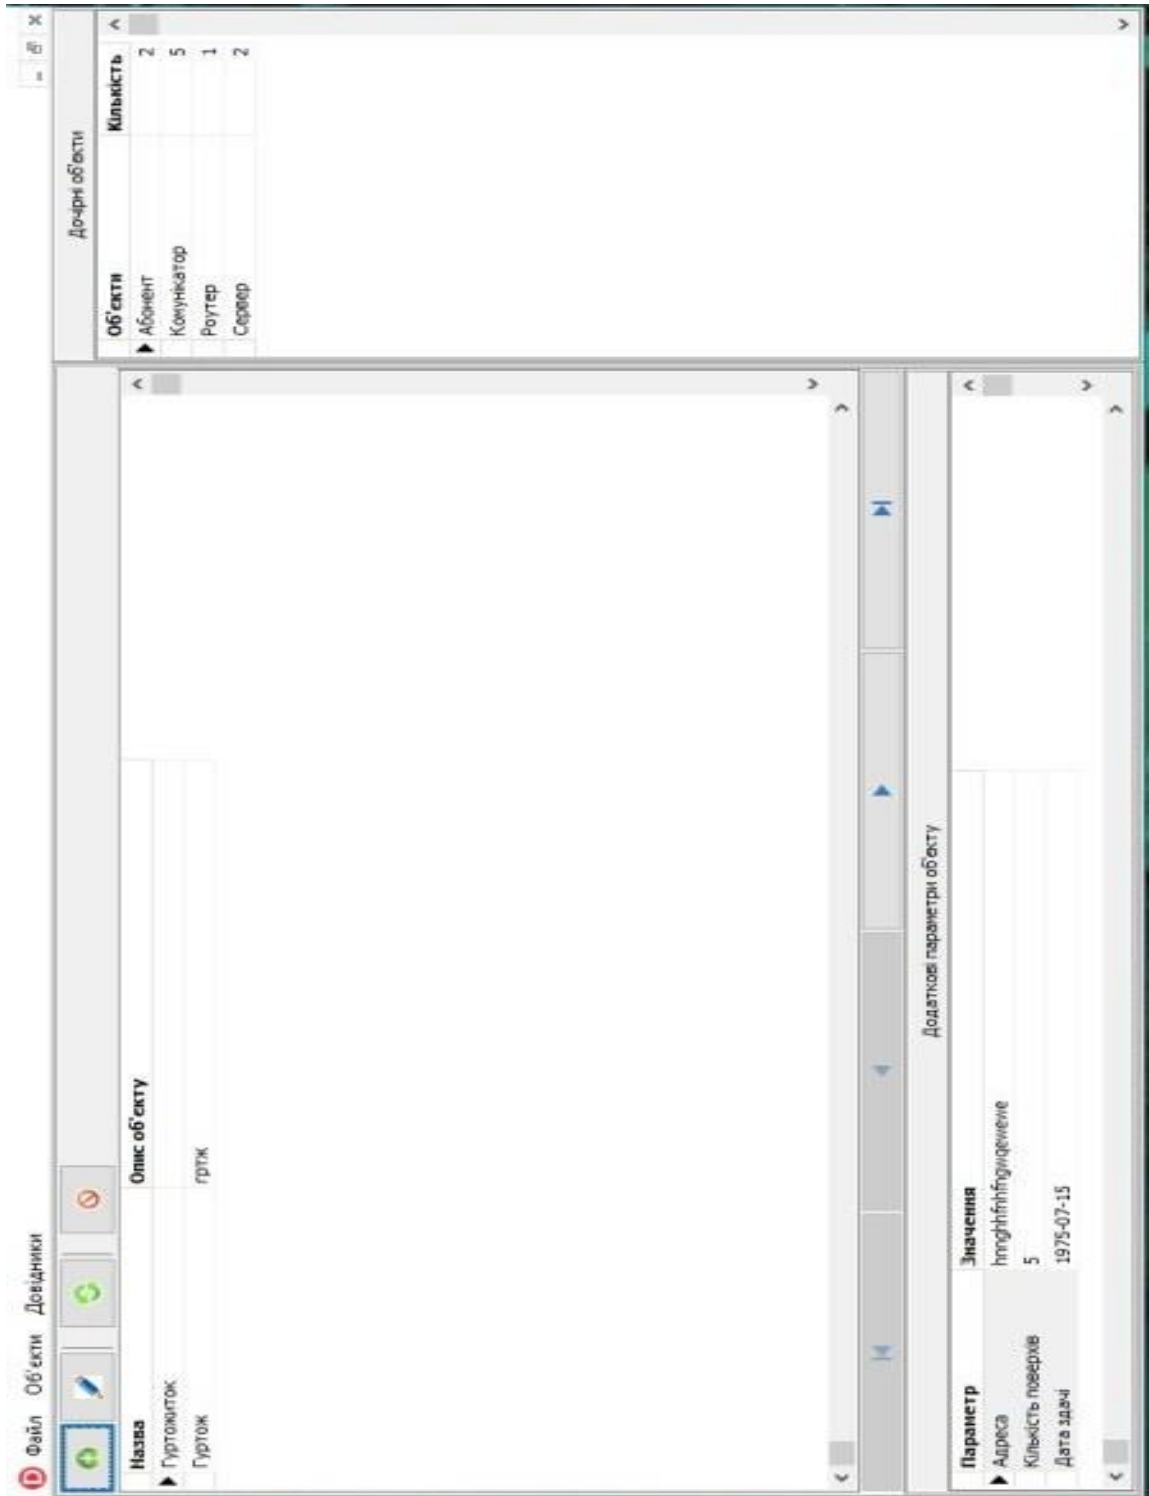 Файл Об'єкти Довідники
Назва Опис об'єкту
Гуртожиток
Гуртож гртж
Додаткові параметри об'єкту
Параметр Значення
Адреса hnnghhfnhfngwqewewe
Кількість поверхів 5
Дата здачі 1975-07-15
Дочірні об'єкти
Об'єкти Кількість
Абонент 2
Комунікатор 5
Роутер 1
Сервер 2